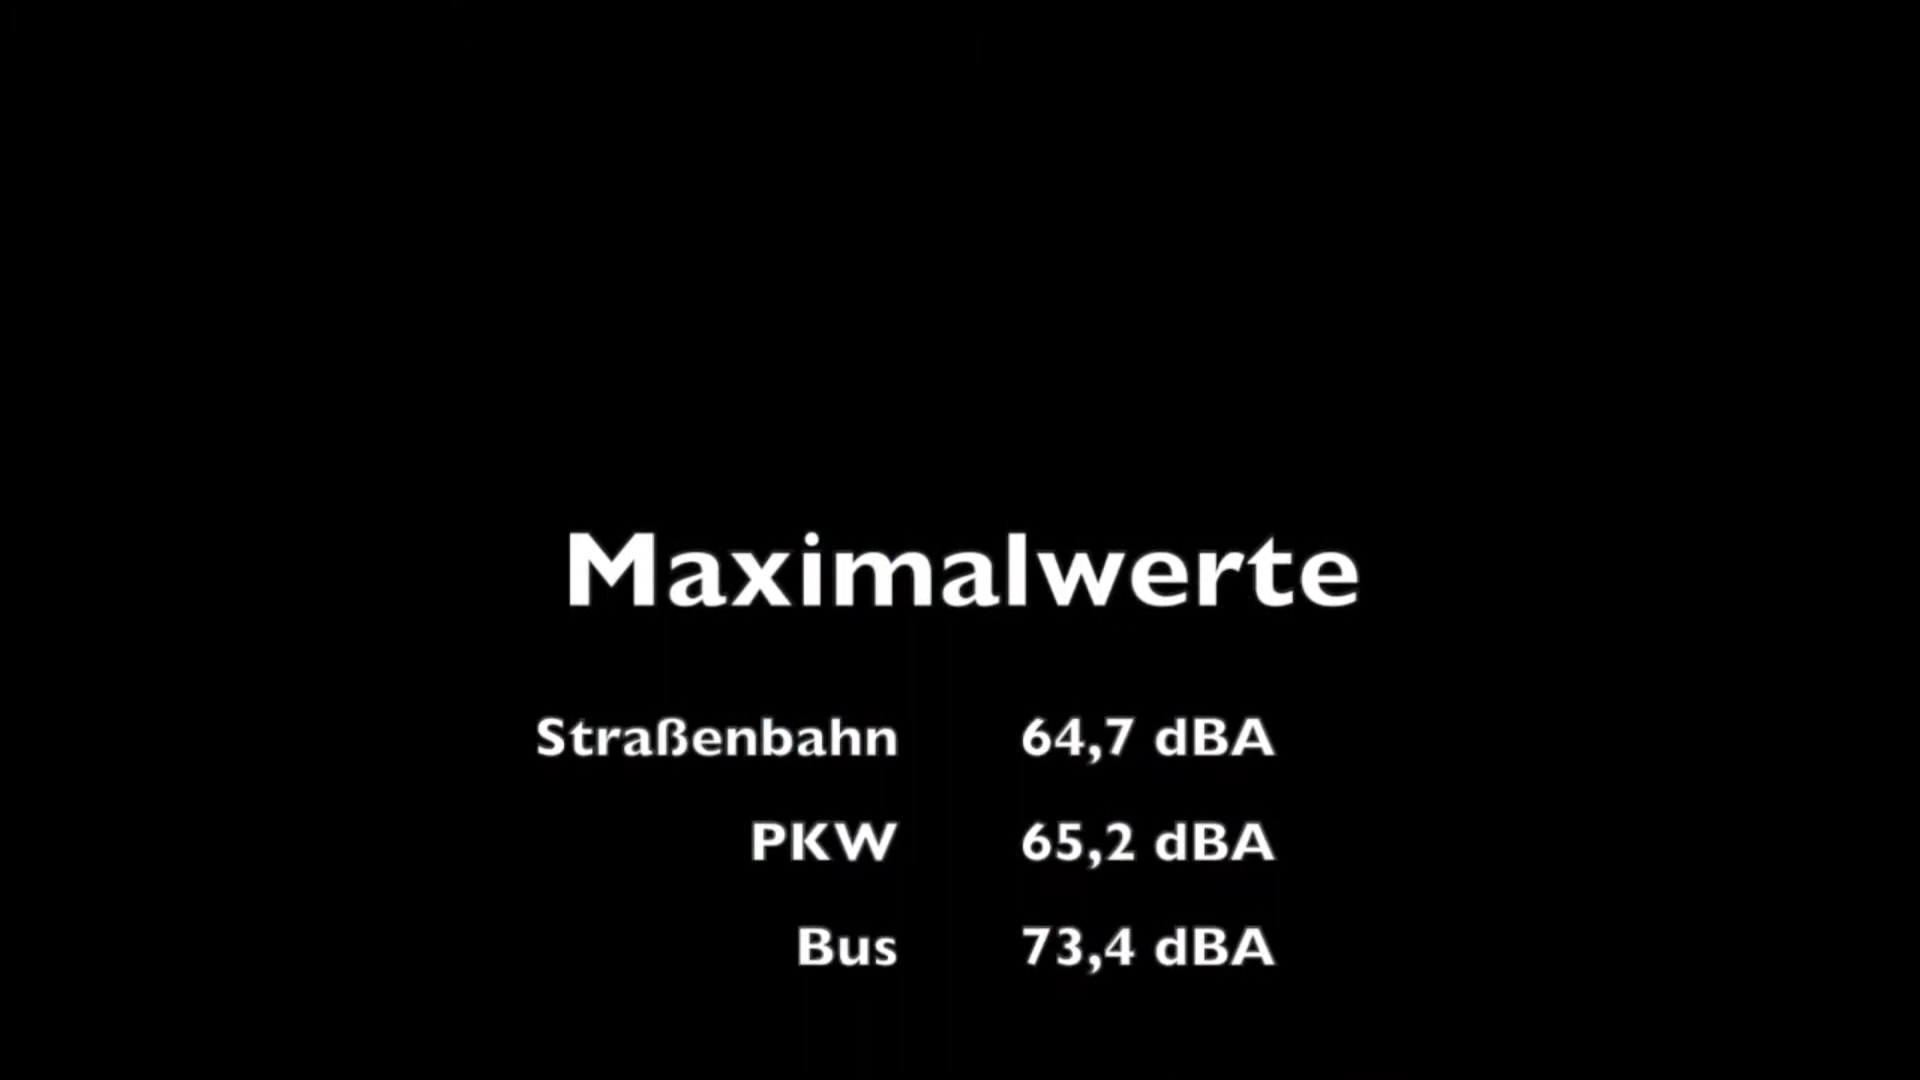 Maximalwerte
Straßenbahn 64,7 dBA
PKW 65,2 dBA
Bus 73,4 dBA